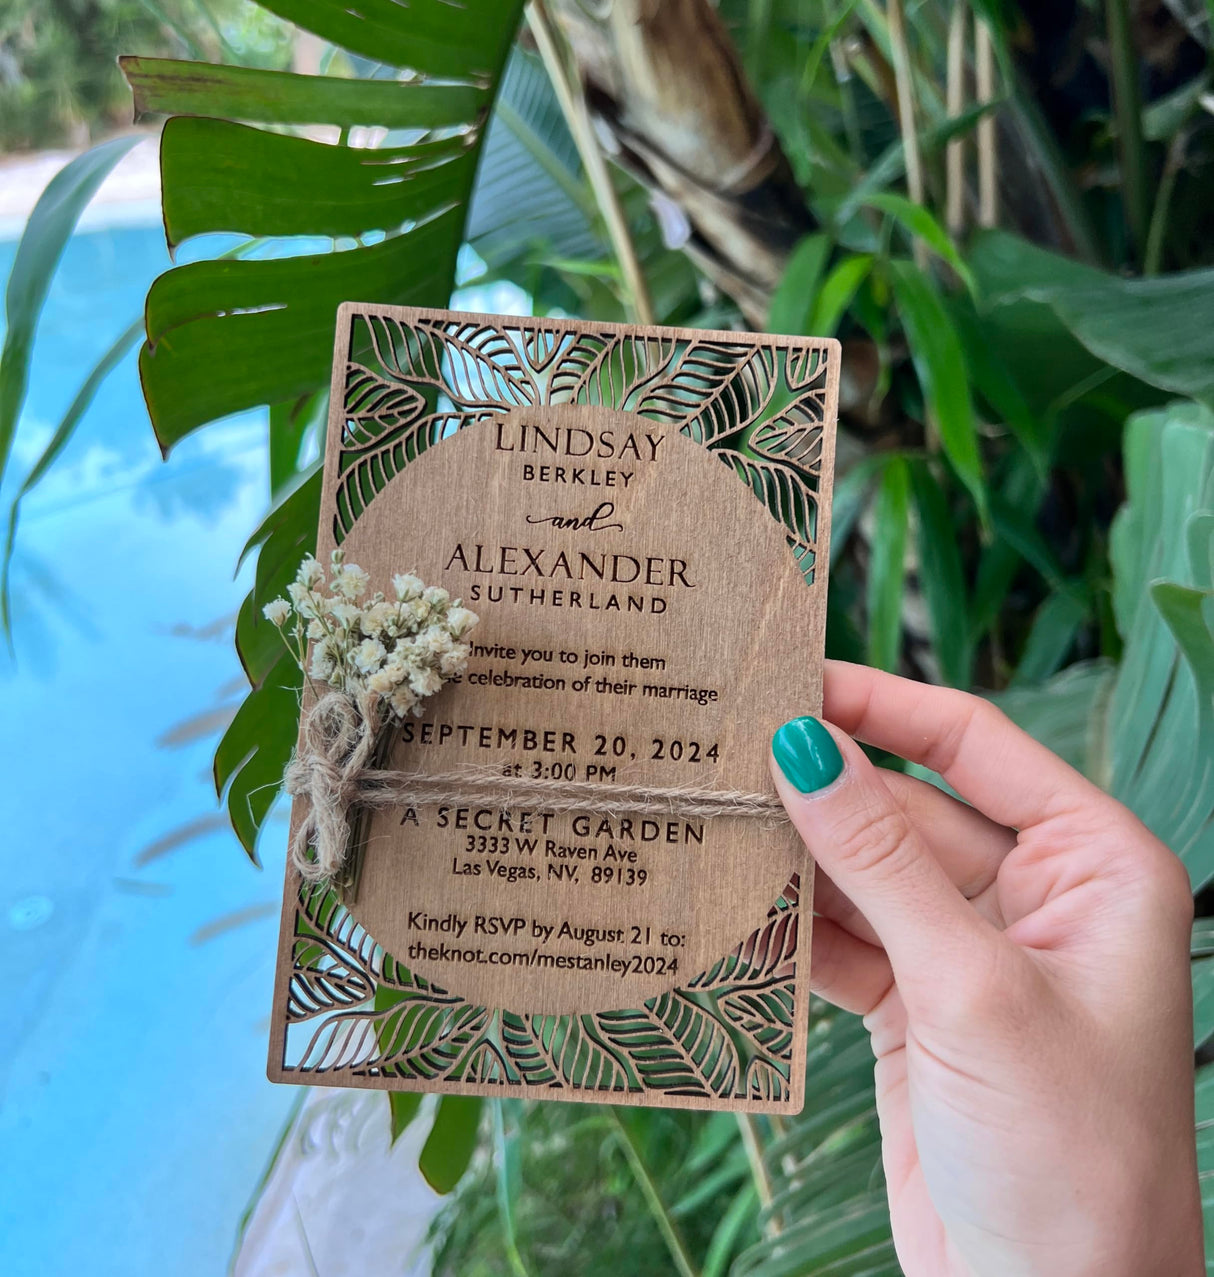 LINDSAY
BERKLEY
and
ALEXANDER
SUTHERLAND
invite you to join them
celebration of their marriage
SEPTEMBER 20, 2024
at 3:00 PM
A SECRET GARDEN
3333 W Raven Ave
Las Vegas, NV, 89139
Kindly RSVP by August 21 to:
theknot.com/mestanley2024